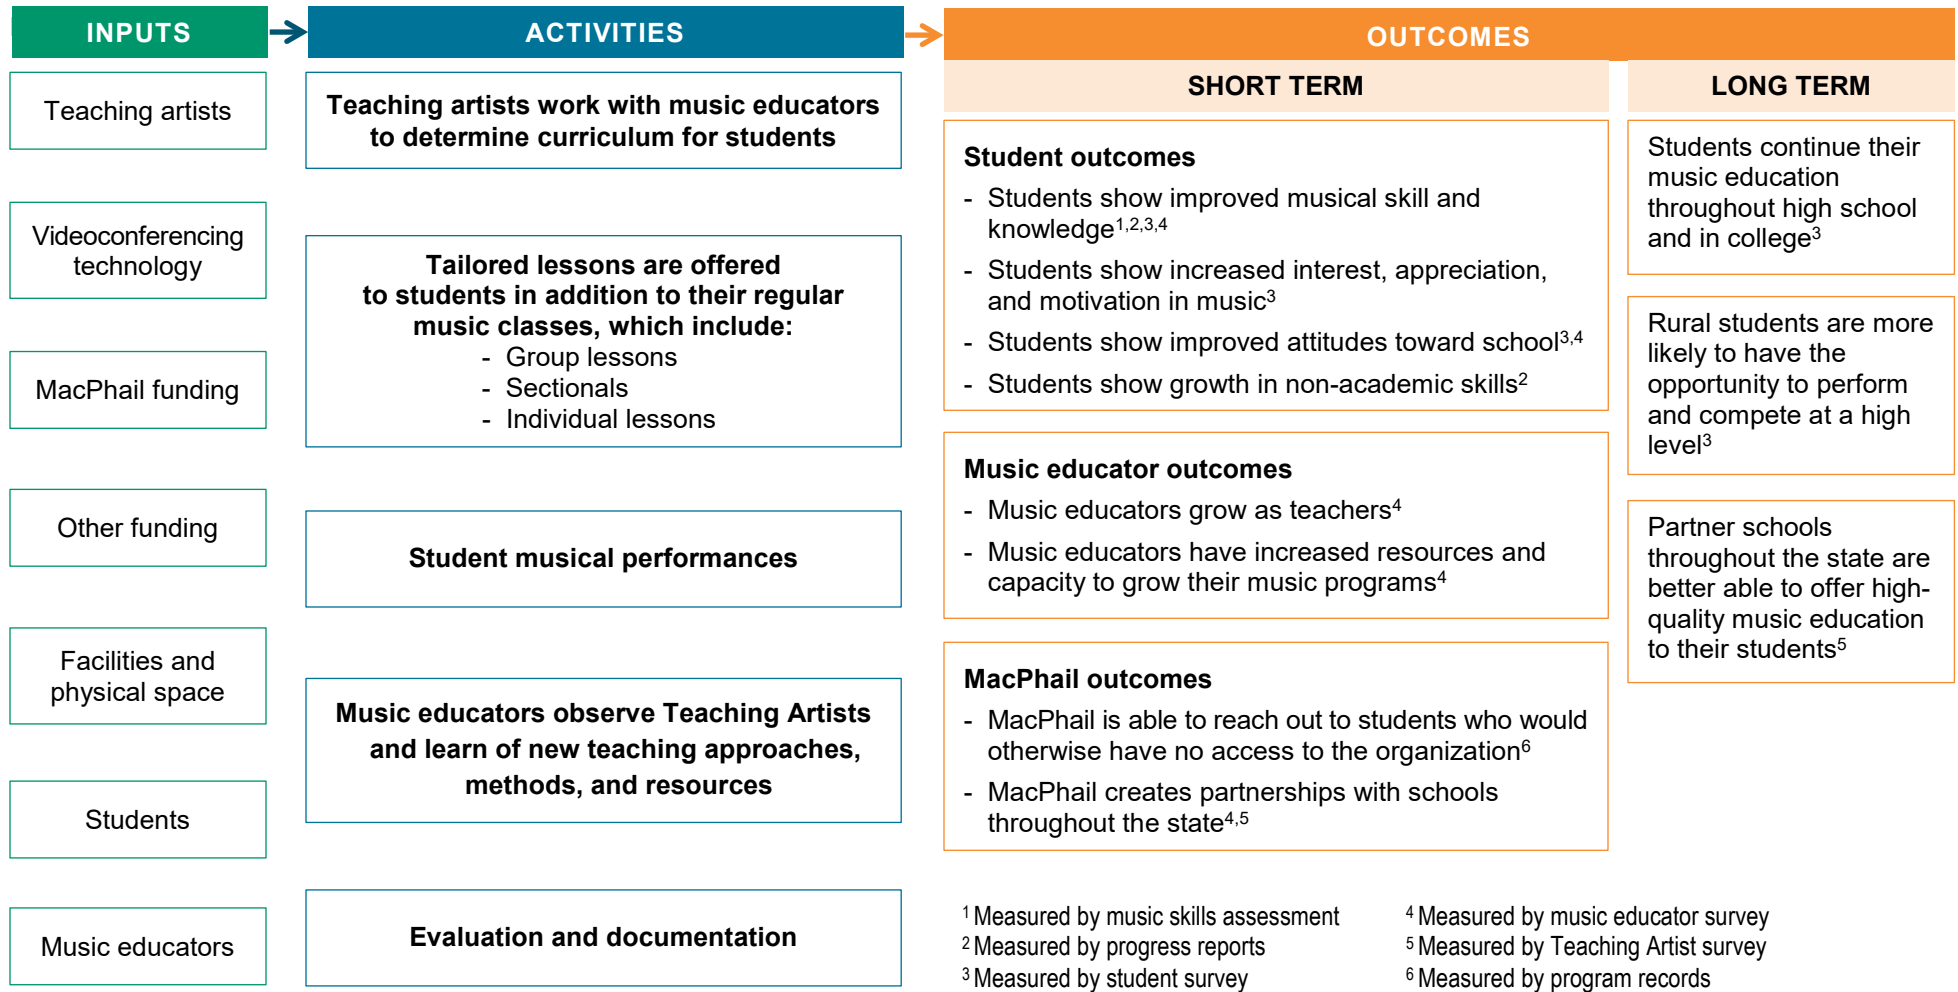 INPUTS
Teaching artists
Videoconferencing
technology
MacPhail funding
Other funding
Facilities and
physical space
Students
Music educators
ACTIVITIES
Teaching artists work with music educators
to determine curriculum for students
Tailored lessons are offered
to students in addition to their regular
music classes, which include:
- Group lessons
- Sectionals
- Individual lessons
Student musical performances
Music educators observe Teaching Artists
and learn of new teaching approaches,
methods, and resources
Evaluation and documentation
OUTCOMES
SHORT TERM
Student outcomes
- Students show improved musical skill and
knowledge1,2,3,4
- Students show increased interest, appreciation,
and motivation in music3
- Students show improved attitudes toward school3,4
- Students show growth in non-academic skills2
Music educator outcomes
- Music educators grow as teachers4
- Music educators have increased resources and
capacity to grow their music programs4
MacPhail outcomes
- MacPhail is able to reach out to students who would
otherwise have no access to the organization6
- MacPhail creates partnerships with schools
throughout the state4,5
LONG TERM
Students continue their
music education
throughout high school
and in college3
Rural students are more
likely to have the
opportunity to perform
and compete at a high
level3
Partner schools
throughout the state are
better able to offer high-
quality music education
to their students5
1 Measured by music skills assessment
2 Measured by progress reports
3 Measured by student survey
4 Measured by music educator survey
5 Measured by Teaching Artist survey
6 Measured by program records